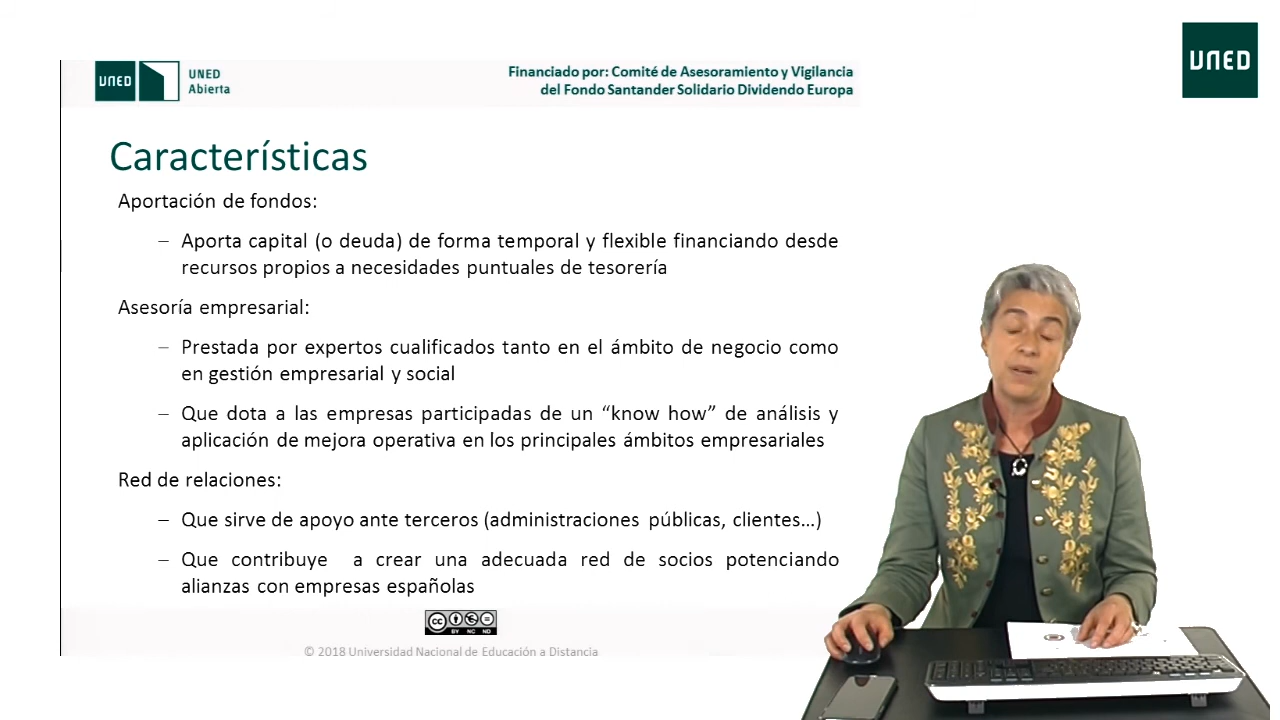 UNED
UNED
Abierta
Financiado por: Comité de Asesoramiento y Vigilancia
del Fondo Santander Solidario Dividendo Europa
UNED
Características
Aportación de fondos:
– Aporta capital (o deuda) de forma temporal y flexible financiando desde
recursos propios a necesidades puntuales de tesorería
Asesoría empresarial:
– Prestada por expertos cualificados tanto en el ámbito de negocio como
en gestión empresarial y social
– Que dota a las empresas participadas de un “know how” de análisis y
aplicación de mejora operativa en los principales ámbitos empresariales
Red de relaciones:
– Que sirve de apoyo ante terceros (administraciones públicas, clientes…)
– Que contribuye a crear una adecuada red de socios potenciando
alianzas con empresas españolas
cc
BY NC ND
© 2018 Universidad Nacional de Educación a Distancia